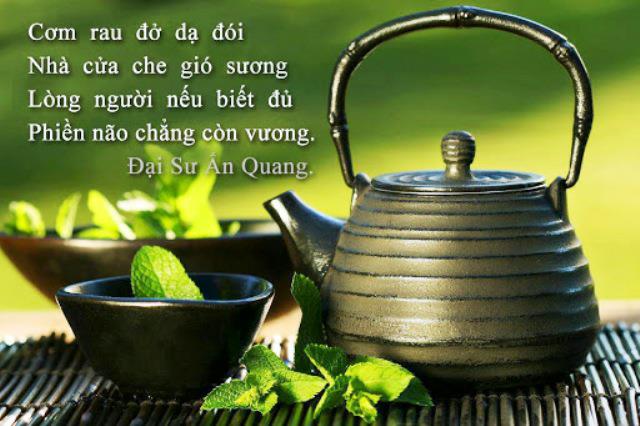 Cơm rau đở dạ đói
Nhà cửa che gió sương
Lòng người nếu biết đủ
Phiền não chẳng còn vương.
Đại Sư Ấn Quang.